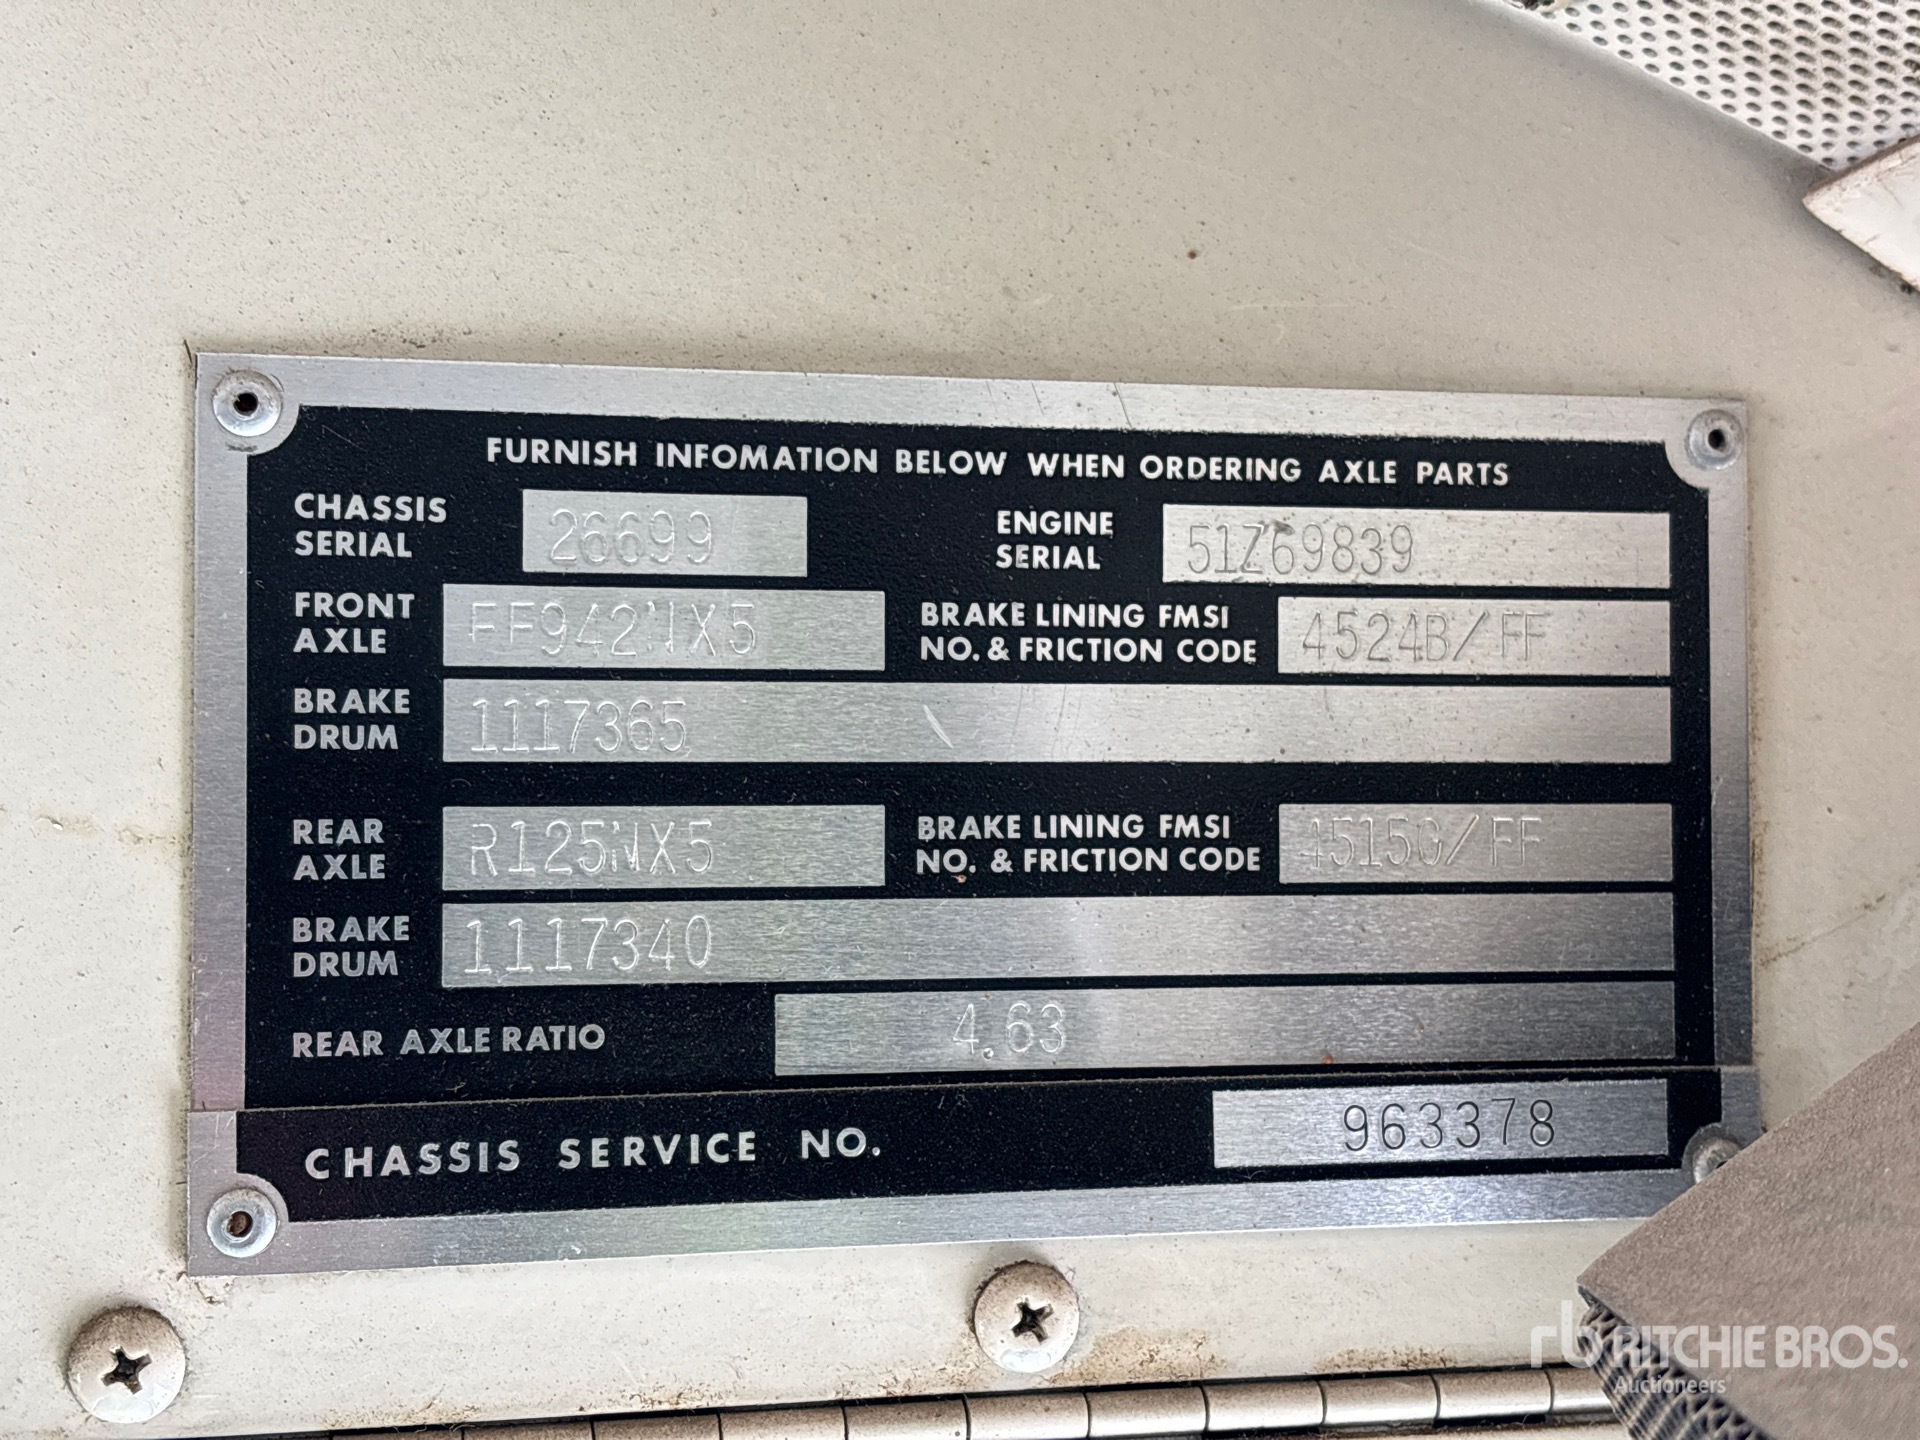 FURNISH INFOMATION BELOW WHEN ORDERING AXLE PARTS
CHASSIS SERIAL 26699 ENGINE SERIAL 51Z69839
FRONT AXLE FF942NX5 BRAKE LINING FMSI NO. & FRICTION CODE 4524B/FF
BRAKE DRUM 1117365
REAR AXLE R125NX5 BRAKE LINING FMSI NO. & FRICTION CODE 4515Q/FF
BRAKE DRUM 1117340
REAR AXLE RATIO 4.63
CHASSIS SERVICE NO. 963378
rb RITCHIE BROS.
Auctioneers